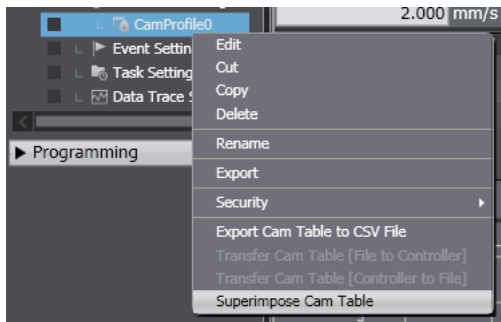 2.000 mm/s
CamProfile0
Event Settin
Task Setting
Data Trace S
Programming
Edit
Cut
Copy
Delete
Rename
Export
Security
Export Cam Table to CSV File
Transfer Cam Table [File to Controller]
Transfer Cam Table [Controller to File]
Superimpose Cam Table